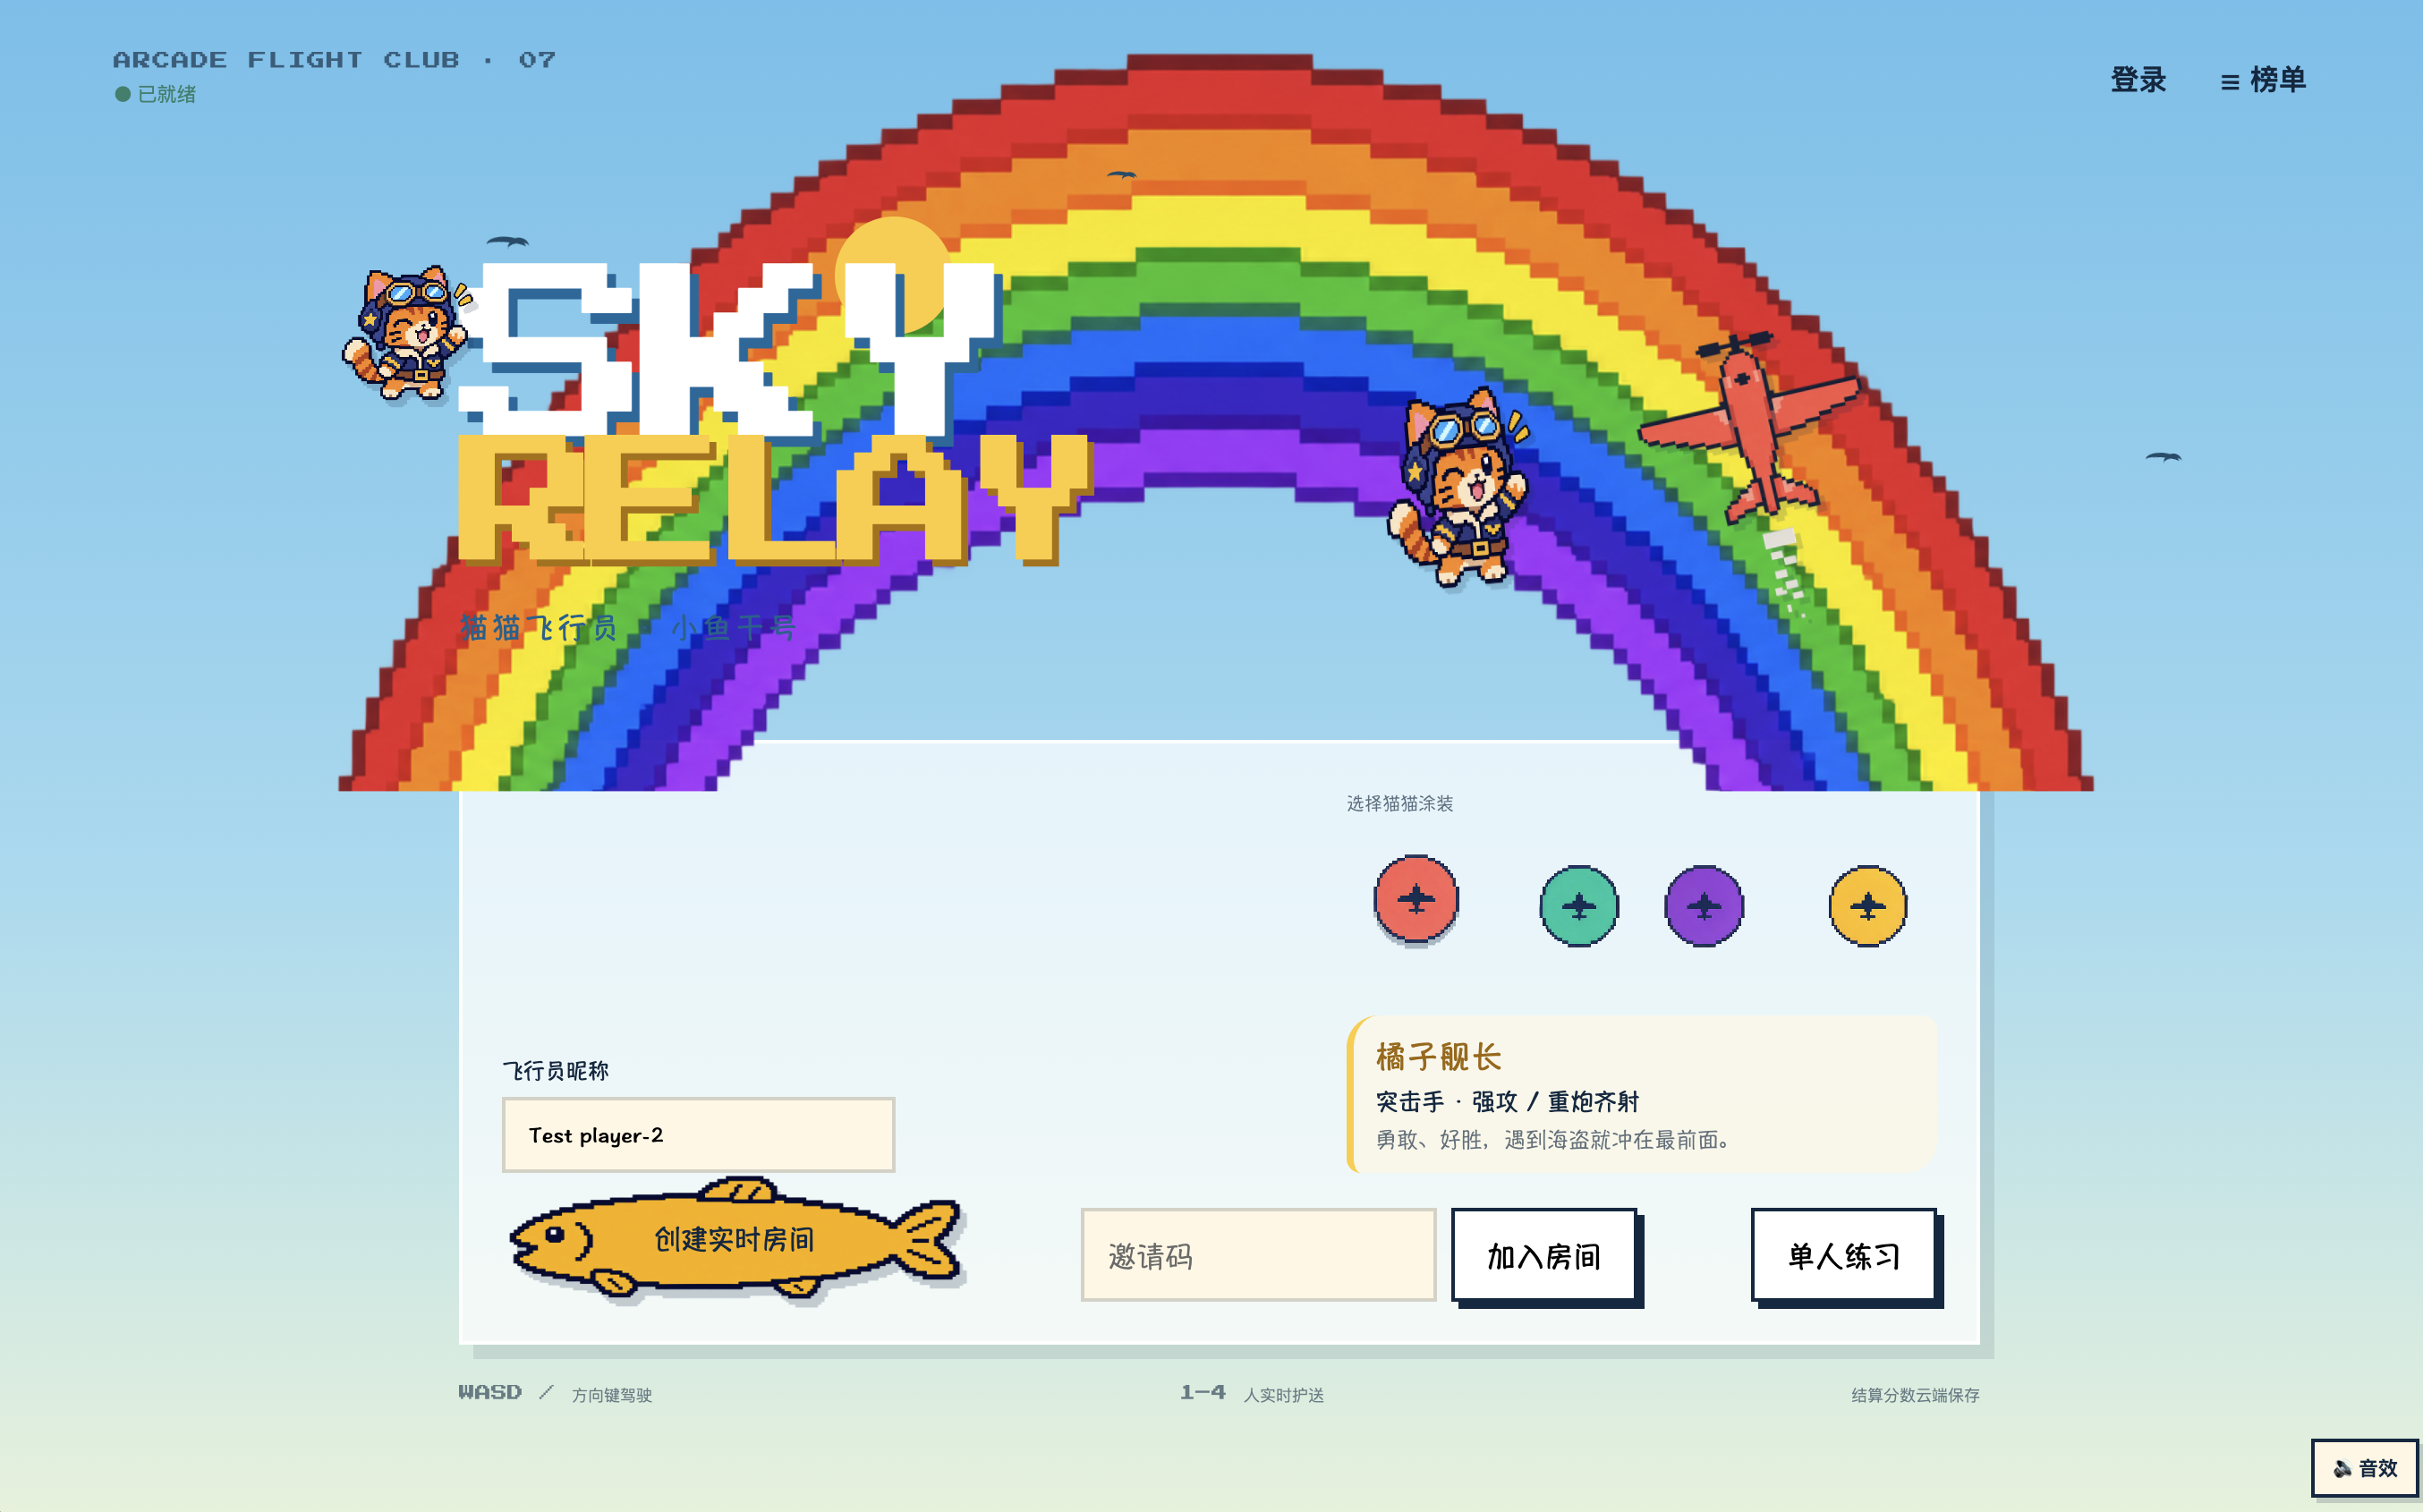 ARCADE FLIGHT CLUB · 07
已就绪
登录
≡ 榜单
SKY
RELAY
猫猫飞行员 小鱼干号
选择猫猫涂装
橘子舰长
突击手 · 强攻 / 重炮齐射
勇敢、好胜，遇到海盗就冲在最前面。
飞行员昵称
Test player-2
创建实时房间
邀请码
加入房间
单人练习
WASD / 方向键驾驶
1—4 人实时护送
结算分数云端保存
音效